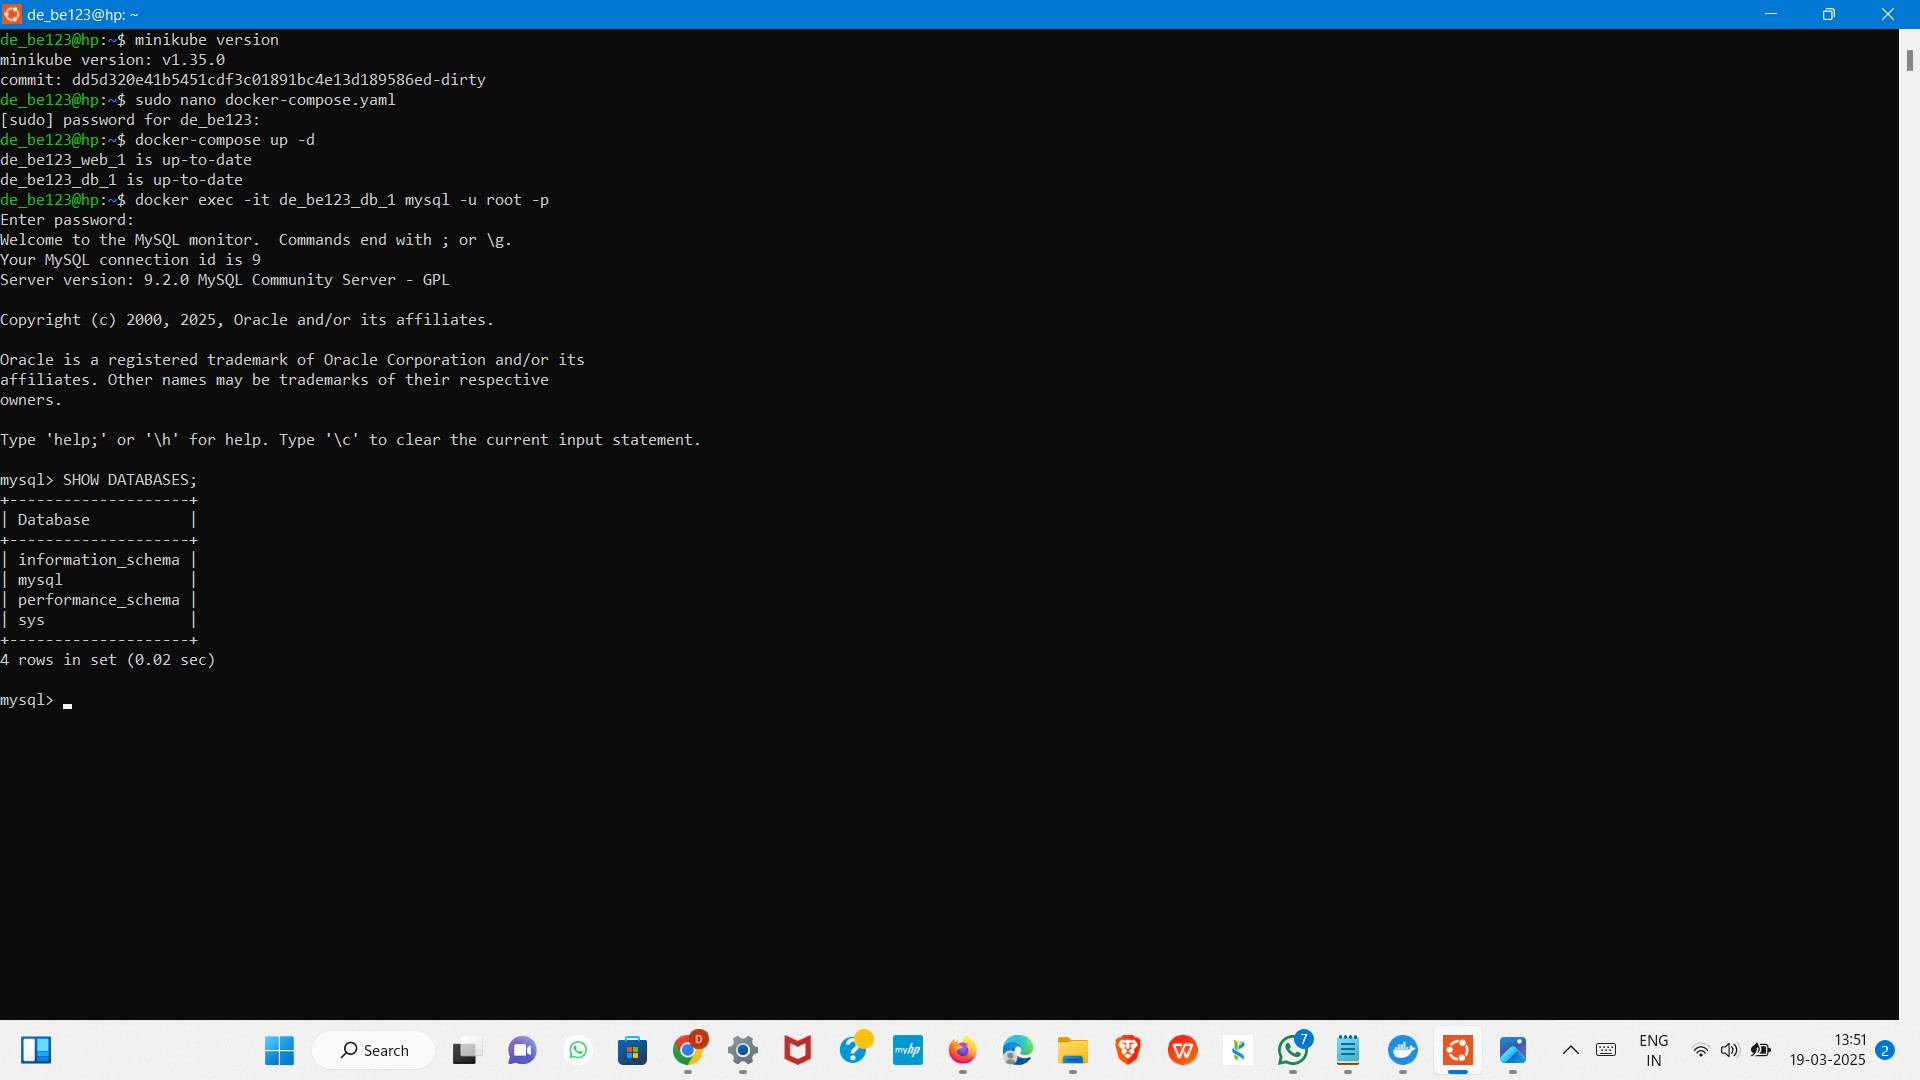 de_be123@hp: ~
de_be123@hp:~$ minikube version
minikube version: v1.35.0
commit: dd5d320e41b5451cdf3c01891bc4e13d189586ed-dirty
de_be123@hp:~$ sudo nano docker-compose.yaml
[sudo] password for de_be123:
de_be123@hp:~$ docker-compose up -d
de_be123_web_1 is up-to-date
de_be123_db_1 is up-to-date
de_be123@hp:~$ docker exec -it de_be123_db_1 mysql -u root -p
Enter password:
Welcome to the MySQL monitor.  Commands end with ; or \g.
Your MySQL connection id is 9
Server version: 9.2.0 MySQL Community Server - GPL
Copyright (c) 2000, 2025, Oracle and/or its affiliates.
Oracle is a registered trademark of Oracle Corporation and/or its
affiliates. Other names may be trademarks of their respective
owners.
Type 'help;' or '\h' for help. Type '\c' to clear the current input statement.
mysql> SHOW DATABASES;
+--------------------+
| Database           |
+--------------------+
| information_schema |
| mysql              |
| performance_schema |
| sys                |
+--------------------+
4 rows in set (0.02 sec)
mysql>
Search
D
?
myhp
W
7
ENG
IN
13:51
19-03-2025
2